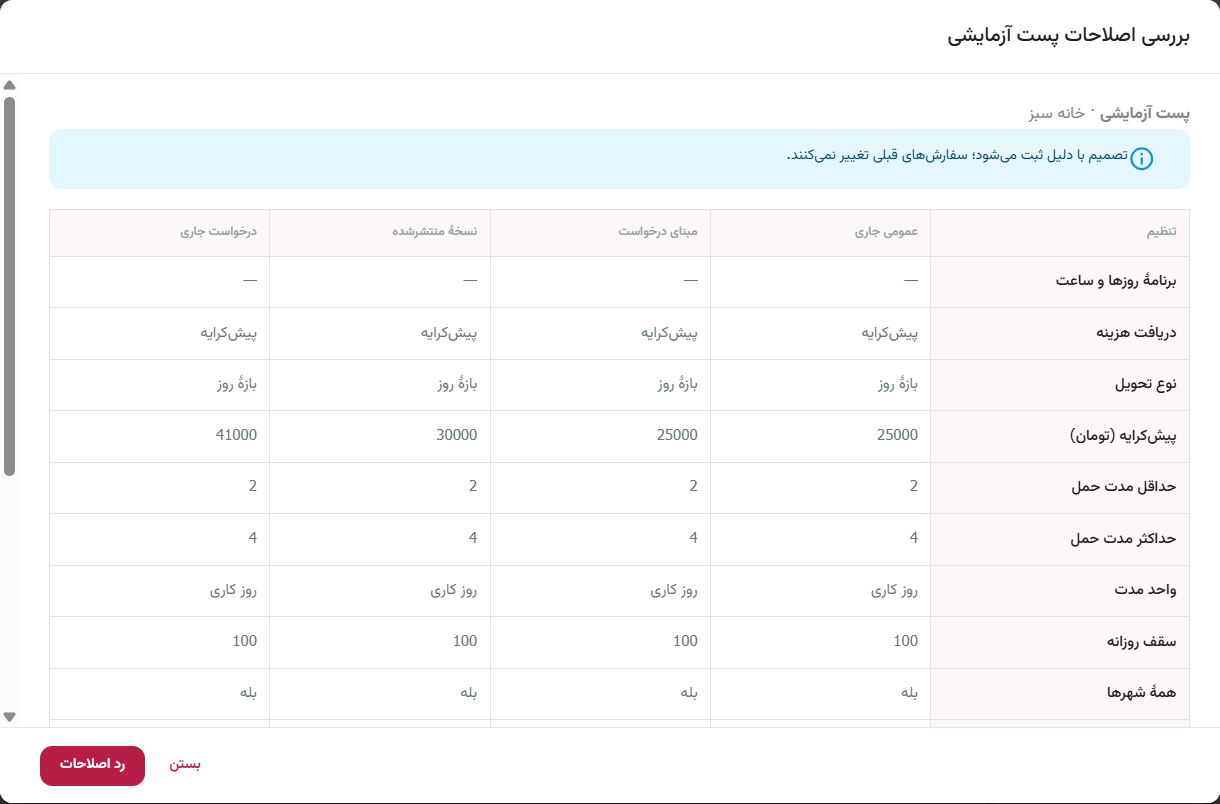 بررسی اصلاحات پست آزمایشی
پست آزمایشی · خانه سبز
تصمیم با دلیل ثبت می‌شود؛ سفارش‌های قبلی تغییر نمی‌کنند.
تنظیم عمومی جاری مبنای درخواست نسخهٔ منتشرشده درخواست جاری
برنامهٔ روزها و ساعت — — — —
دریافت هزینه پیش‌کرایه پیش‌کرایه پیش‌کرایه پیش‌کرایه
نوع تحویل بازهٔ روز بازهٔ روز بازهٔ روز بازهٔ روز
پیش‌کرایه (تومان) 25000 25000 30000 41000
حداقل مدت حمل 2 2 2 2
حداکثر مدت حمل 4 4 4 4
واحد مدت روز کاری روز کاری روز کاری روز کاری
سقف روزانه 100 100 100 100
همهٔ شهرها بله بله بله بله
بستن رد اصلاحات